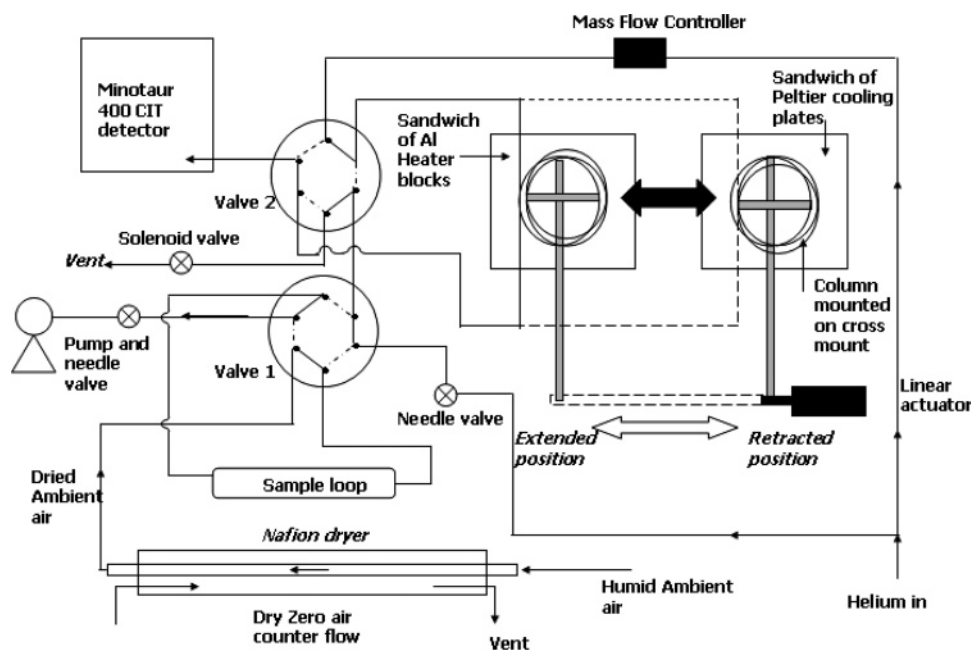 Mass Flow Controller
Minotaur
400 CIT
detector
Sandwich of
Peltier cooling
plates
Sandwich
of Al
Heater
blocks
Valve 2
Solenoid valve
Vent
Column
mounted
on cross
mount
Pump and
needle
valve
Valve 1
Needle valve
Linear
actuator
Extended
position
Retracted
position
Dried
Ambient
air
Sample loop
Nafion dryer
Humid Ambient
air
Helium in
Dry Zero air
counter flow
Vent